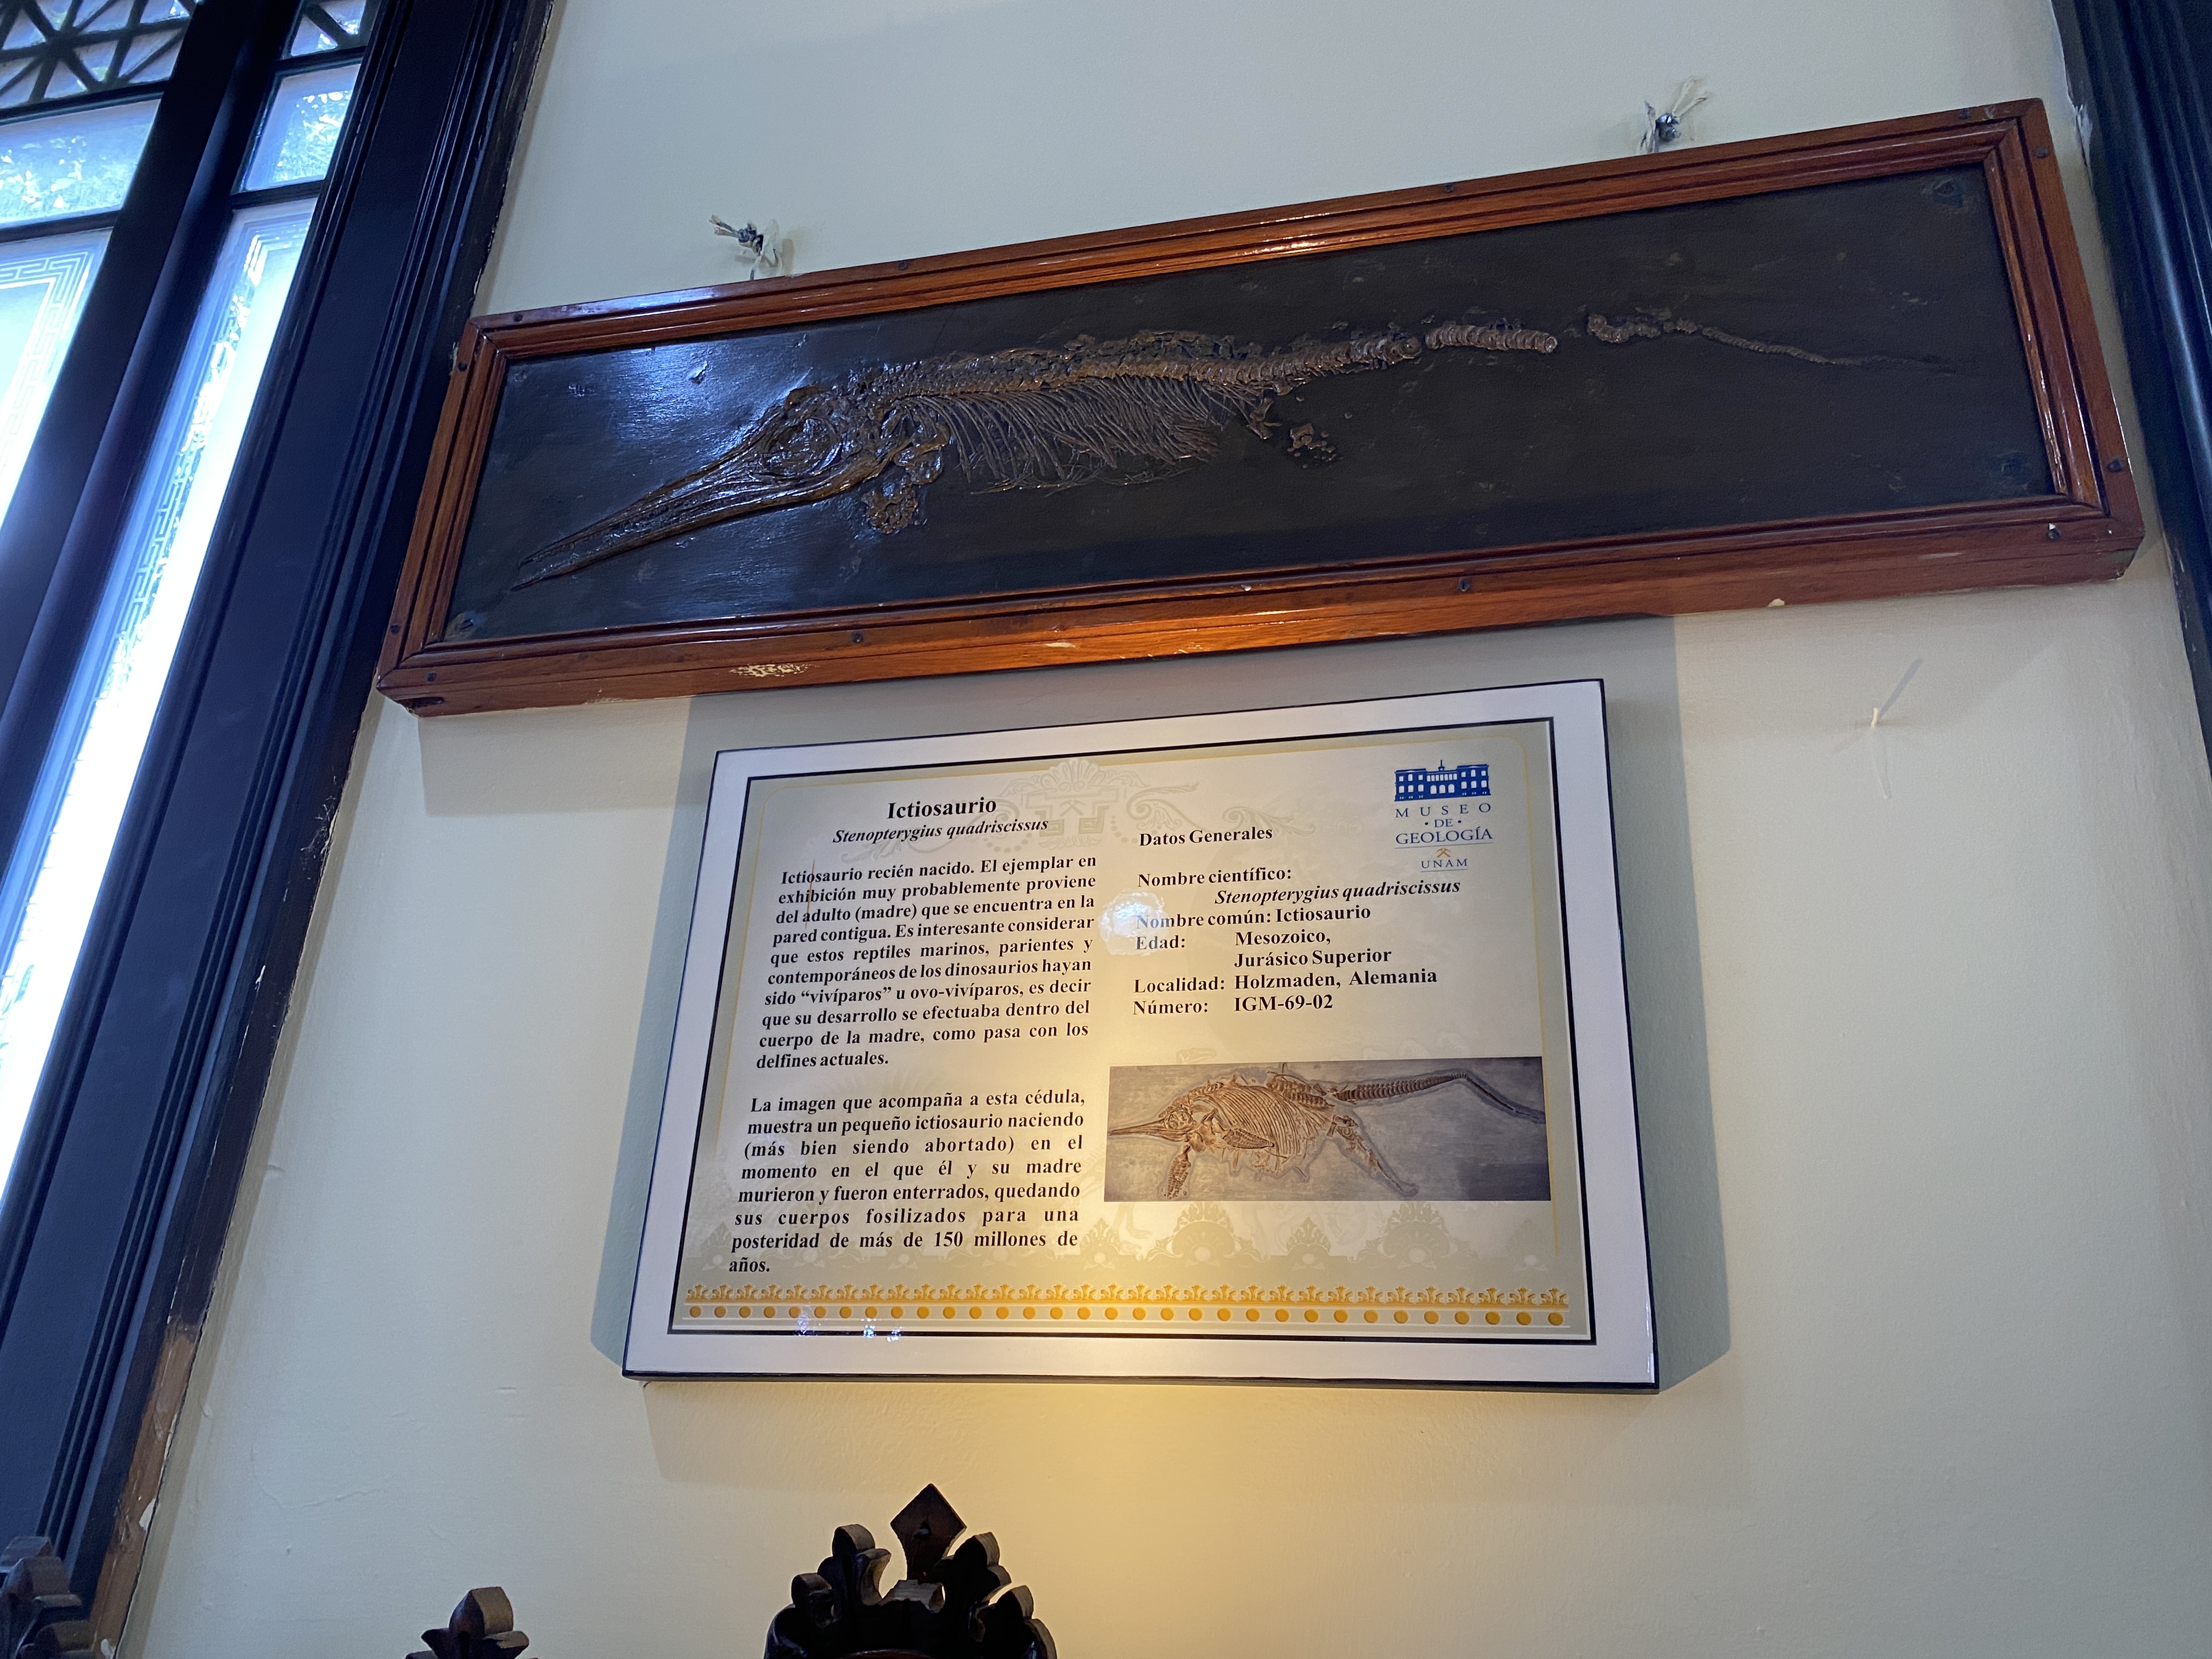 Ictiosaurio
Stenopterygius quadriscissus
Ictiosaurio recién nacido. El ejemplar en
exhibición muy probablemente proviene
del adulto (madre) que se encuentra en la
pared contigua. Es interesante considerar
que estos reptiles marinos, parientes y
contemporáneos de los dinosaurios hayan
sido “vivíparos” u ovo-vivíparos, es decir
que su desarrollo se efectuaba dentro del
cuerpo de la madre, como pasa con los
delfines actuales.
La imagen que acompaña a esta cédula,
muestra un pequeño ictiosaurio naciendo
(más bien siendo abortado) en el
momento en el que él y su madre
murieron y fueron enterrados, quedando
sus cuerpos fosilizados para una
posteridad de más de 150 millones de
años.
MUSEO
DE
GEOLOGÍA
UNAM
Datos Generales
Nombre científico:
Stenopterygius quadriscissus
Nombre común: Ictiosaurio
Edad: Mesozoico,
Jurásico Superior
Localidad: Holzmaden, Alemania
Número: IGM-69-02